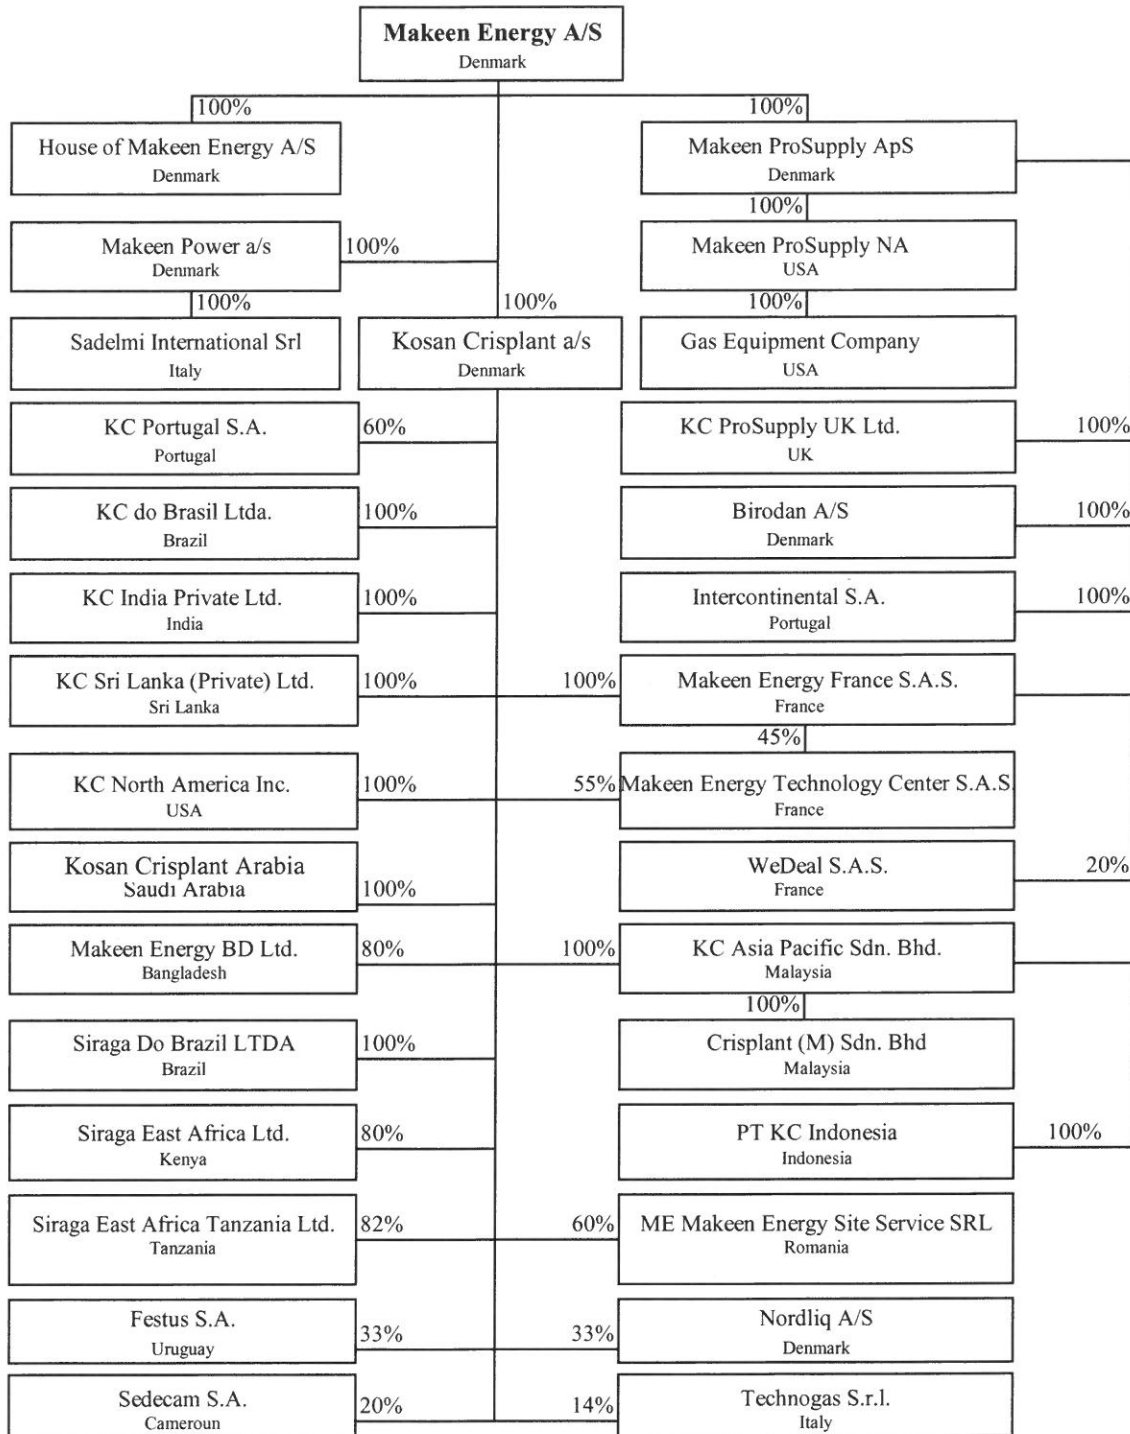 Makeen Energy A/S
Denmark
100%
100%
House of Makeen Energy A/S
Denmark
Makeen ProSupply ApS
Denmark
100%
Makeen Power a/s
Denmark
100%
Makeen ProSupply NA
USA
100%
100%
100%
Sadelmi International Srl
Italy
Kosan Crisplant a/s
Denmark
Gas Equipment Company
USA
KC Portugal S.A.
Portugal
60%
KC ProSupply UK Ltd.
UK
100%
KC do Brasil Ltda.
Brazil
100%
Birodan A/S
Denmark
100%
KC India Private Ltd.
India
100%
Intercontinental S.A.
Portugal
100%
KC Sri Lanka (Private) Ltd.
Sri Lanka
100%
100%
Makeen Energy France S.A.S.
France
45%
KC North America Inc.
USA
100%
55%
Makeen Energy Technology Center S.A.S.
France
Kosan Crisplant Arabia
Saudi Arabia
100%
WeDeal S.A.S.
France
20%
Makeen Energy BD Ltd.
Bangladesh
80%
100%
KC Asia Pacific Sdn. Bhd.
Malaysia
100%
Siraga Do Brazil LTDA
Brazil
100%
Crisplant (M) Sdn. Bhd
Malaysia
Siraga East Africa Ltd.
Kenya
80%
PT KC Indonesia
Indonesia
100%
Siraga East Africa Tanzania Ltd.
Tanzania
82%
60%
ME Makeen Energy Site Service SRL
Romania
Festus S.A.
Uruguay
33%
33%
Nordliq A/S
Denmark
Sedecam S.A.
Cameroun
20%
14%
Technogas S.r.l.
Italy